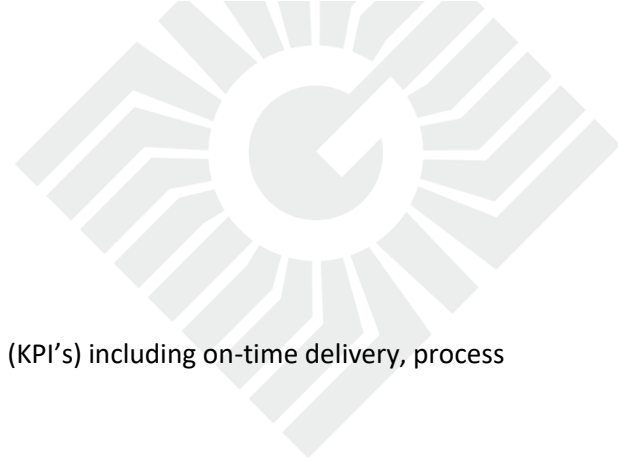 (KPI’s) including on-time delivery, process